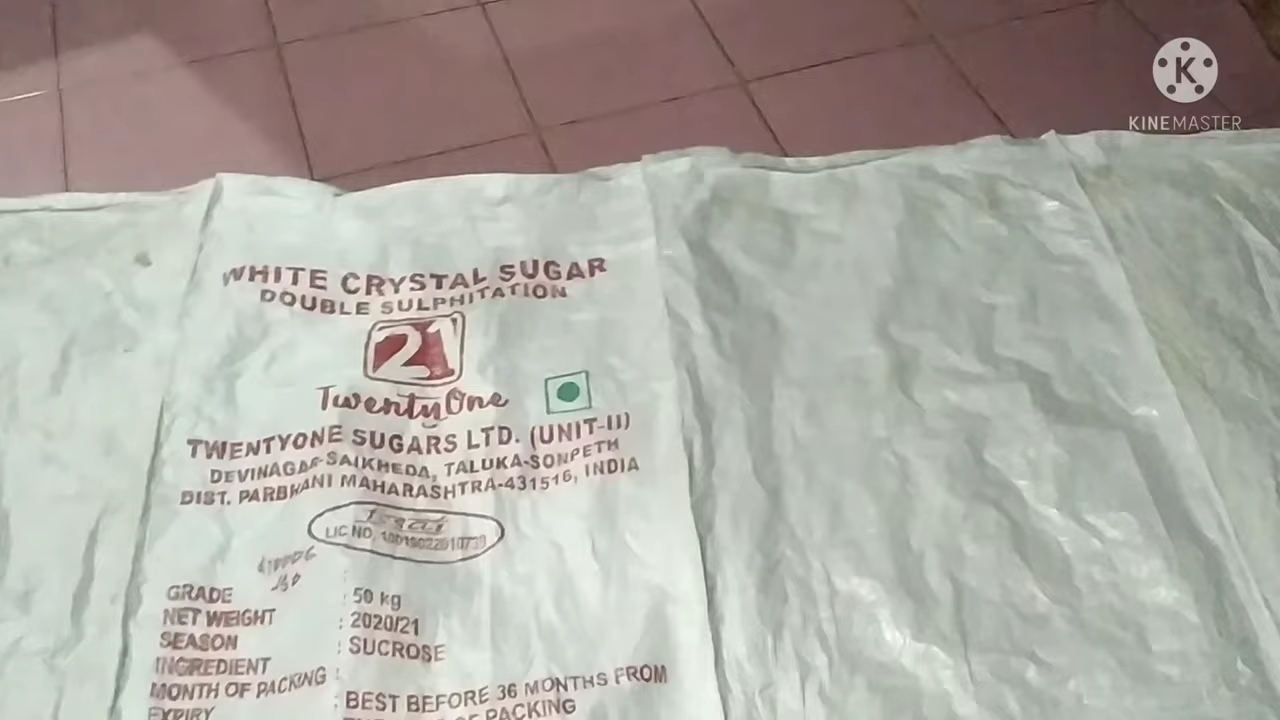 KINEMASTER
WHITE CRYSTAL SUGAR
DOUBLE SULPHITATION
21
TwentyOne
TWENTYONE SUGARS LTD. (UNIT-II)
DEVINAGAR-SAIKHEDA, TALUKA-SONPETH
DIST. PARBHANI MAHARASHTRA-431516, INDIA
LIC NO.
GRADE :
NET WEIGHT : 50 kg
SEASON : 2020/21
INGREDIENT : SUCROSE
MONTH OF PACKING :
EXPIRY : BEST BEFORE 36 MONTHS FROM
OF PACKING